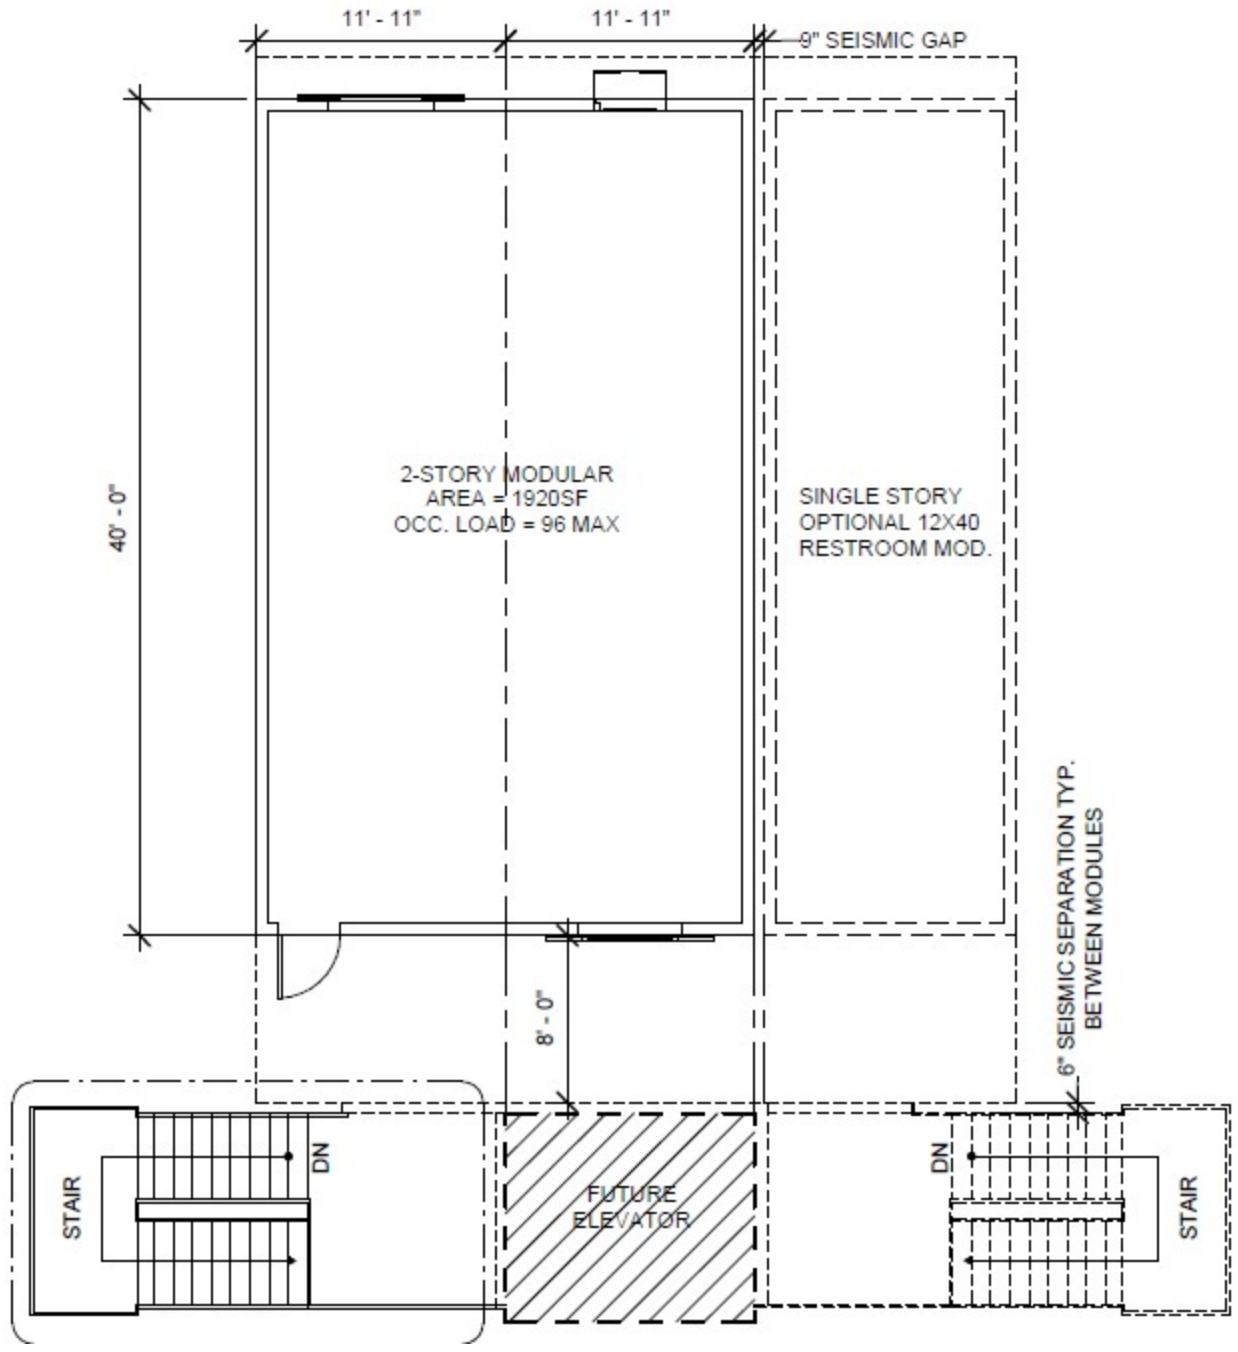 11' - 11"
11' - 11"
9" SEISMIC GAP
40' - 0"
2-STORY MODULAR
AREA = 1920SF
OCC. LOAD = 96 MAX
SINGLE STORY
OPTIONAL 12X40
RESTROOM MOD.
6" SEISMIC SEPARATION TYP.
BETWEEN MODULES
8' - 0"
STAIR
DN
FUTURE
ELEVATOR
DN
STAIR